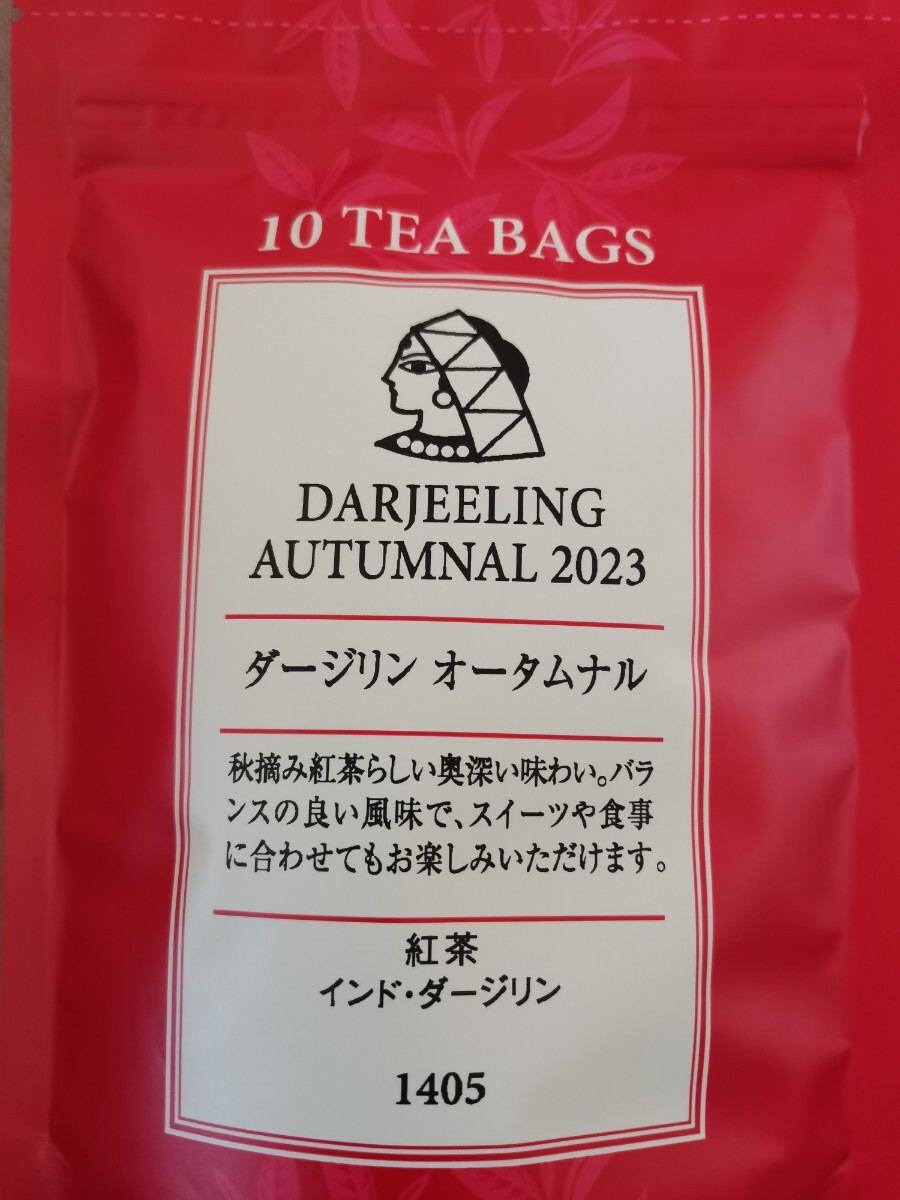 10 TEA BAGS
DARJEELING
AUTUMNAL 2023
ダージリン オータムナル
秋摘み紅茶らしい奥深い味わい。バラ
ンスの良い風味で、スイーツや食事
に合わせてもお楽しみいただけます。
紅茶
インド・ダージリン
1405